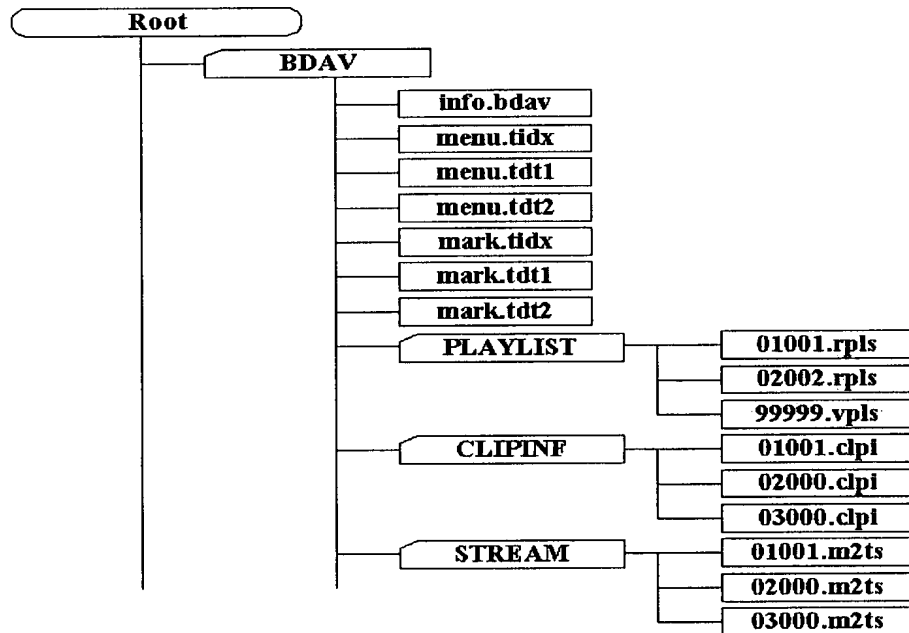 Root
BDAV
info.bdav
menu.tidx
menu.tdt1
menu.tdt2
mark.tidx
mark.tdt1
mark.tdt2
PLAYLIST
01001.rpls
02002.rpls
99999.vpls
CLIPINF
01001.clpi
02000.clpi
03000.clpi
STREAM
01001.m2ts
02000.m2ts
03000.m2ts